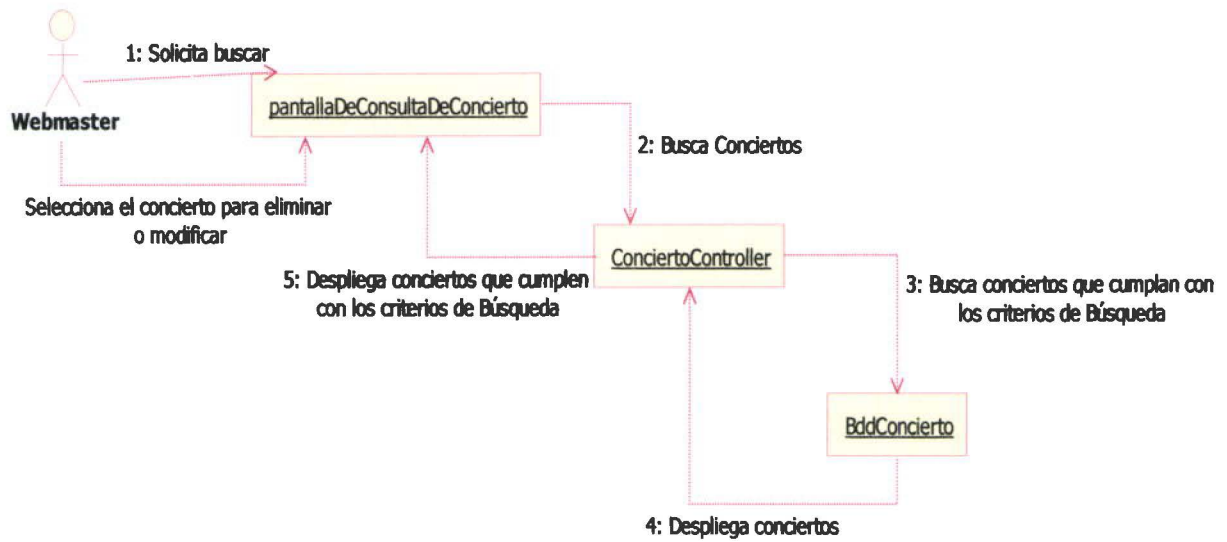 1: Solicita buscar
pantallaDeConsultaDeConcierto
Webmaster
2: Busca Conciertos
Selecciona el concierto para eliminar
o modificar
ConciertoController
5: Despliega conciertos que cumplen
con los criterios de Búsqueda
3: Busca conciertos que cumplan con
los criterios de Búsqueda
BddConcierto
4: Despliega conciertos